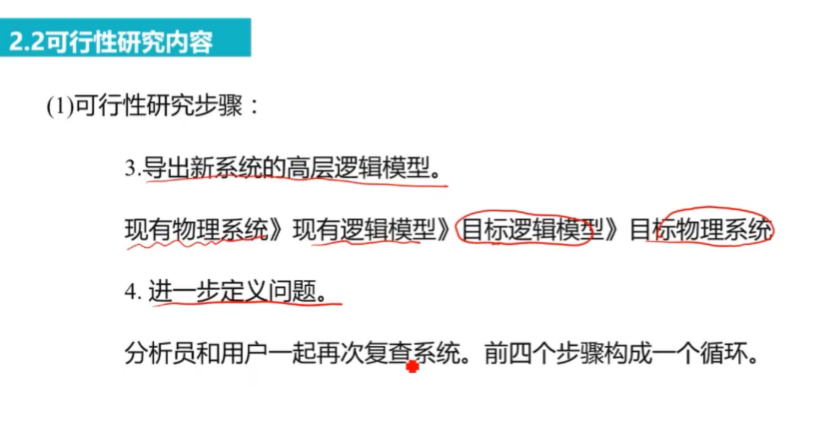 2.2可行性研究内容
(1)可行性研究步骤：
3.导出新系统的高层逻辑模型。
现有物理系统》现有逻辑模型》目标逻辑模型》目标物理系统
4. 进一步定义问题。
分析员和用户一起再次复查系统。前四个步骤构成一个循环。